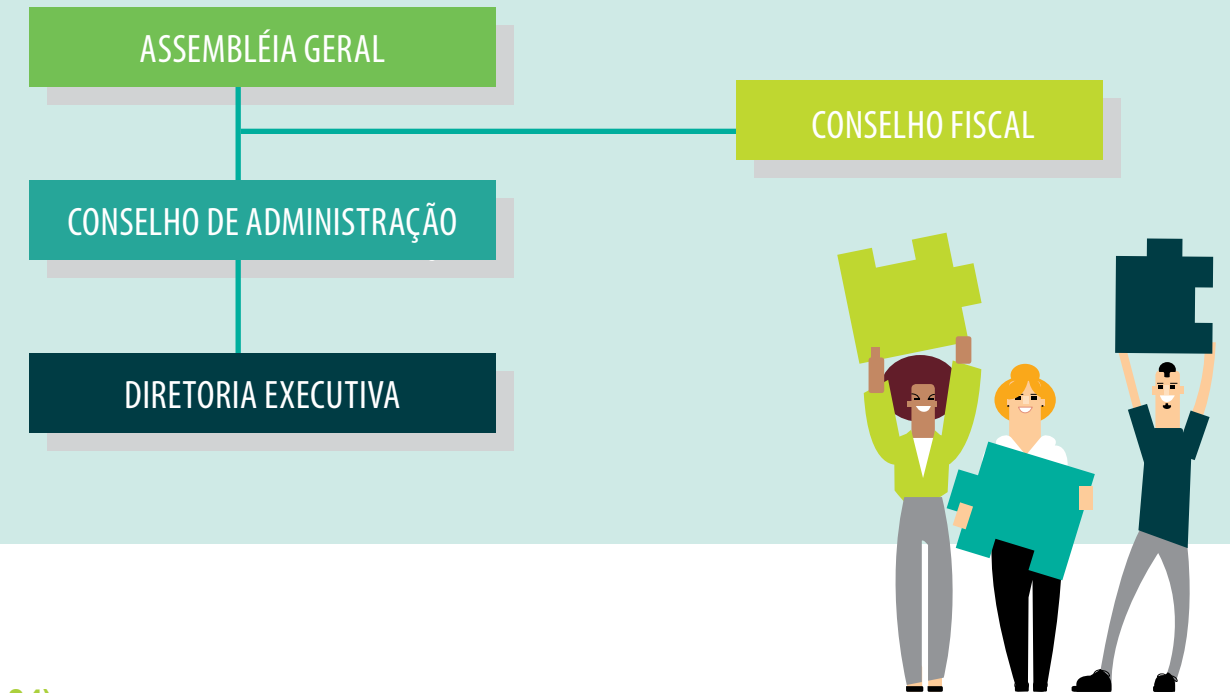 ASSEMBLÉIA GERAL
CONSELHO FISCAL
CONSELHO DE ADMINISTRAÇÃO
DIRETORIA EXECUTIVA